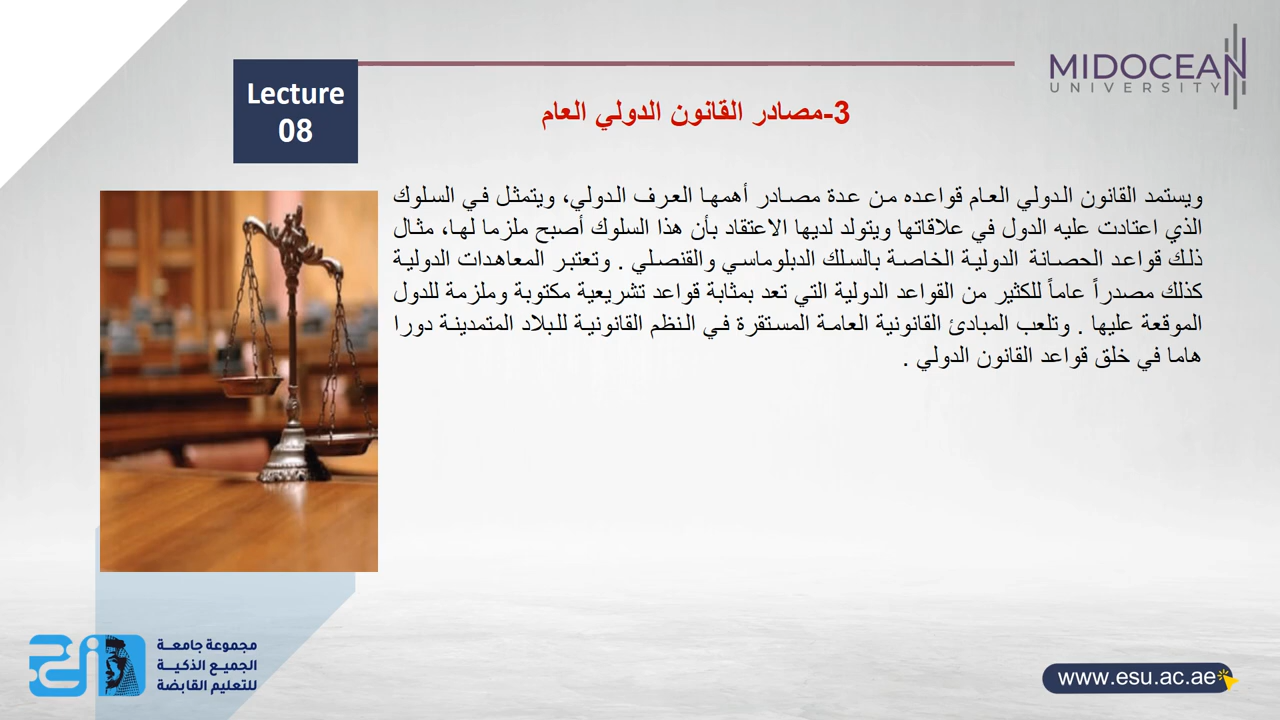 MIDOCEAN
UNIVERSITY
Lecture
08
3-مصادر القانون الدولي العام
ويستمد القانون الدولي العام قواعده من عدة مصادر أهمها العرف الدولي، ويتمثل في السلوك
الذي اعتادت عليه الدول في علاقاتها ويتولد لديها الاعتقاد بأن هذا السلوك أصبح ملزما لها، مثال
ذلك قواعد الحصانة الدولية الخاصة بالسلك الدبلوماسي والقنصلي . وتعتبر المعاهدات الدولية
كذلك مصدراً عاماً للكثير من القواعد الدولية التي تعد بمثابة قواعد تشريعية مكتوبة وملزمة للدول
الموقعة عليها . وتلعب المبادئ القانونية العامة المستقرة في النظم القانونية للبلاد المتمدينة دورا
هاما في خلق قواعد القانون الدولي .
مجموعة جامعة
الجميع الذكية
للتعليم القابضة
www.esu.ac.ae